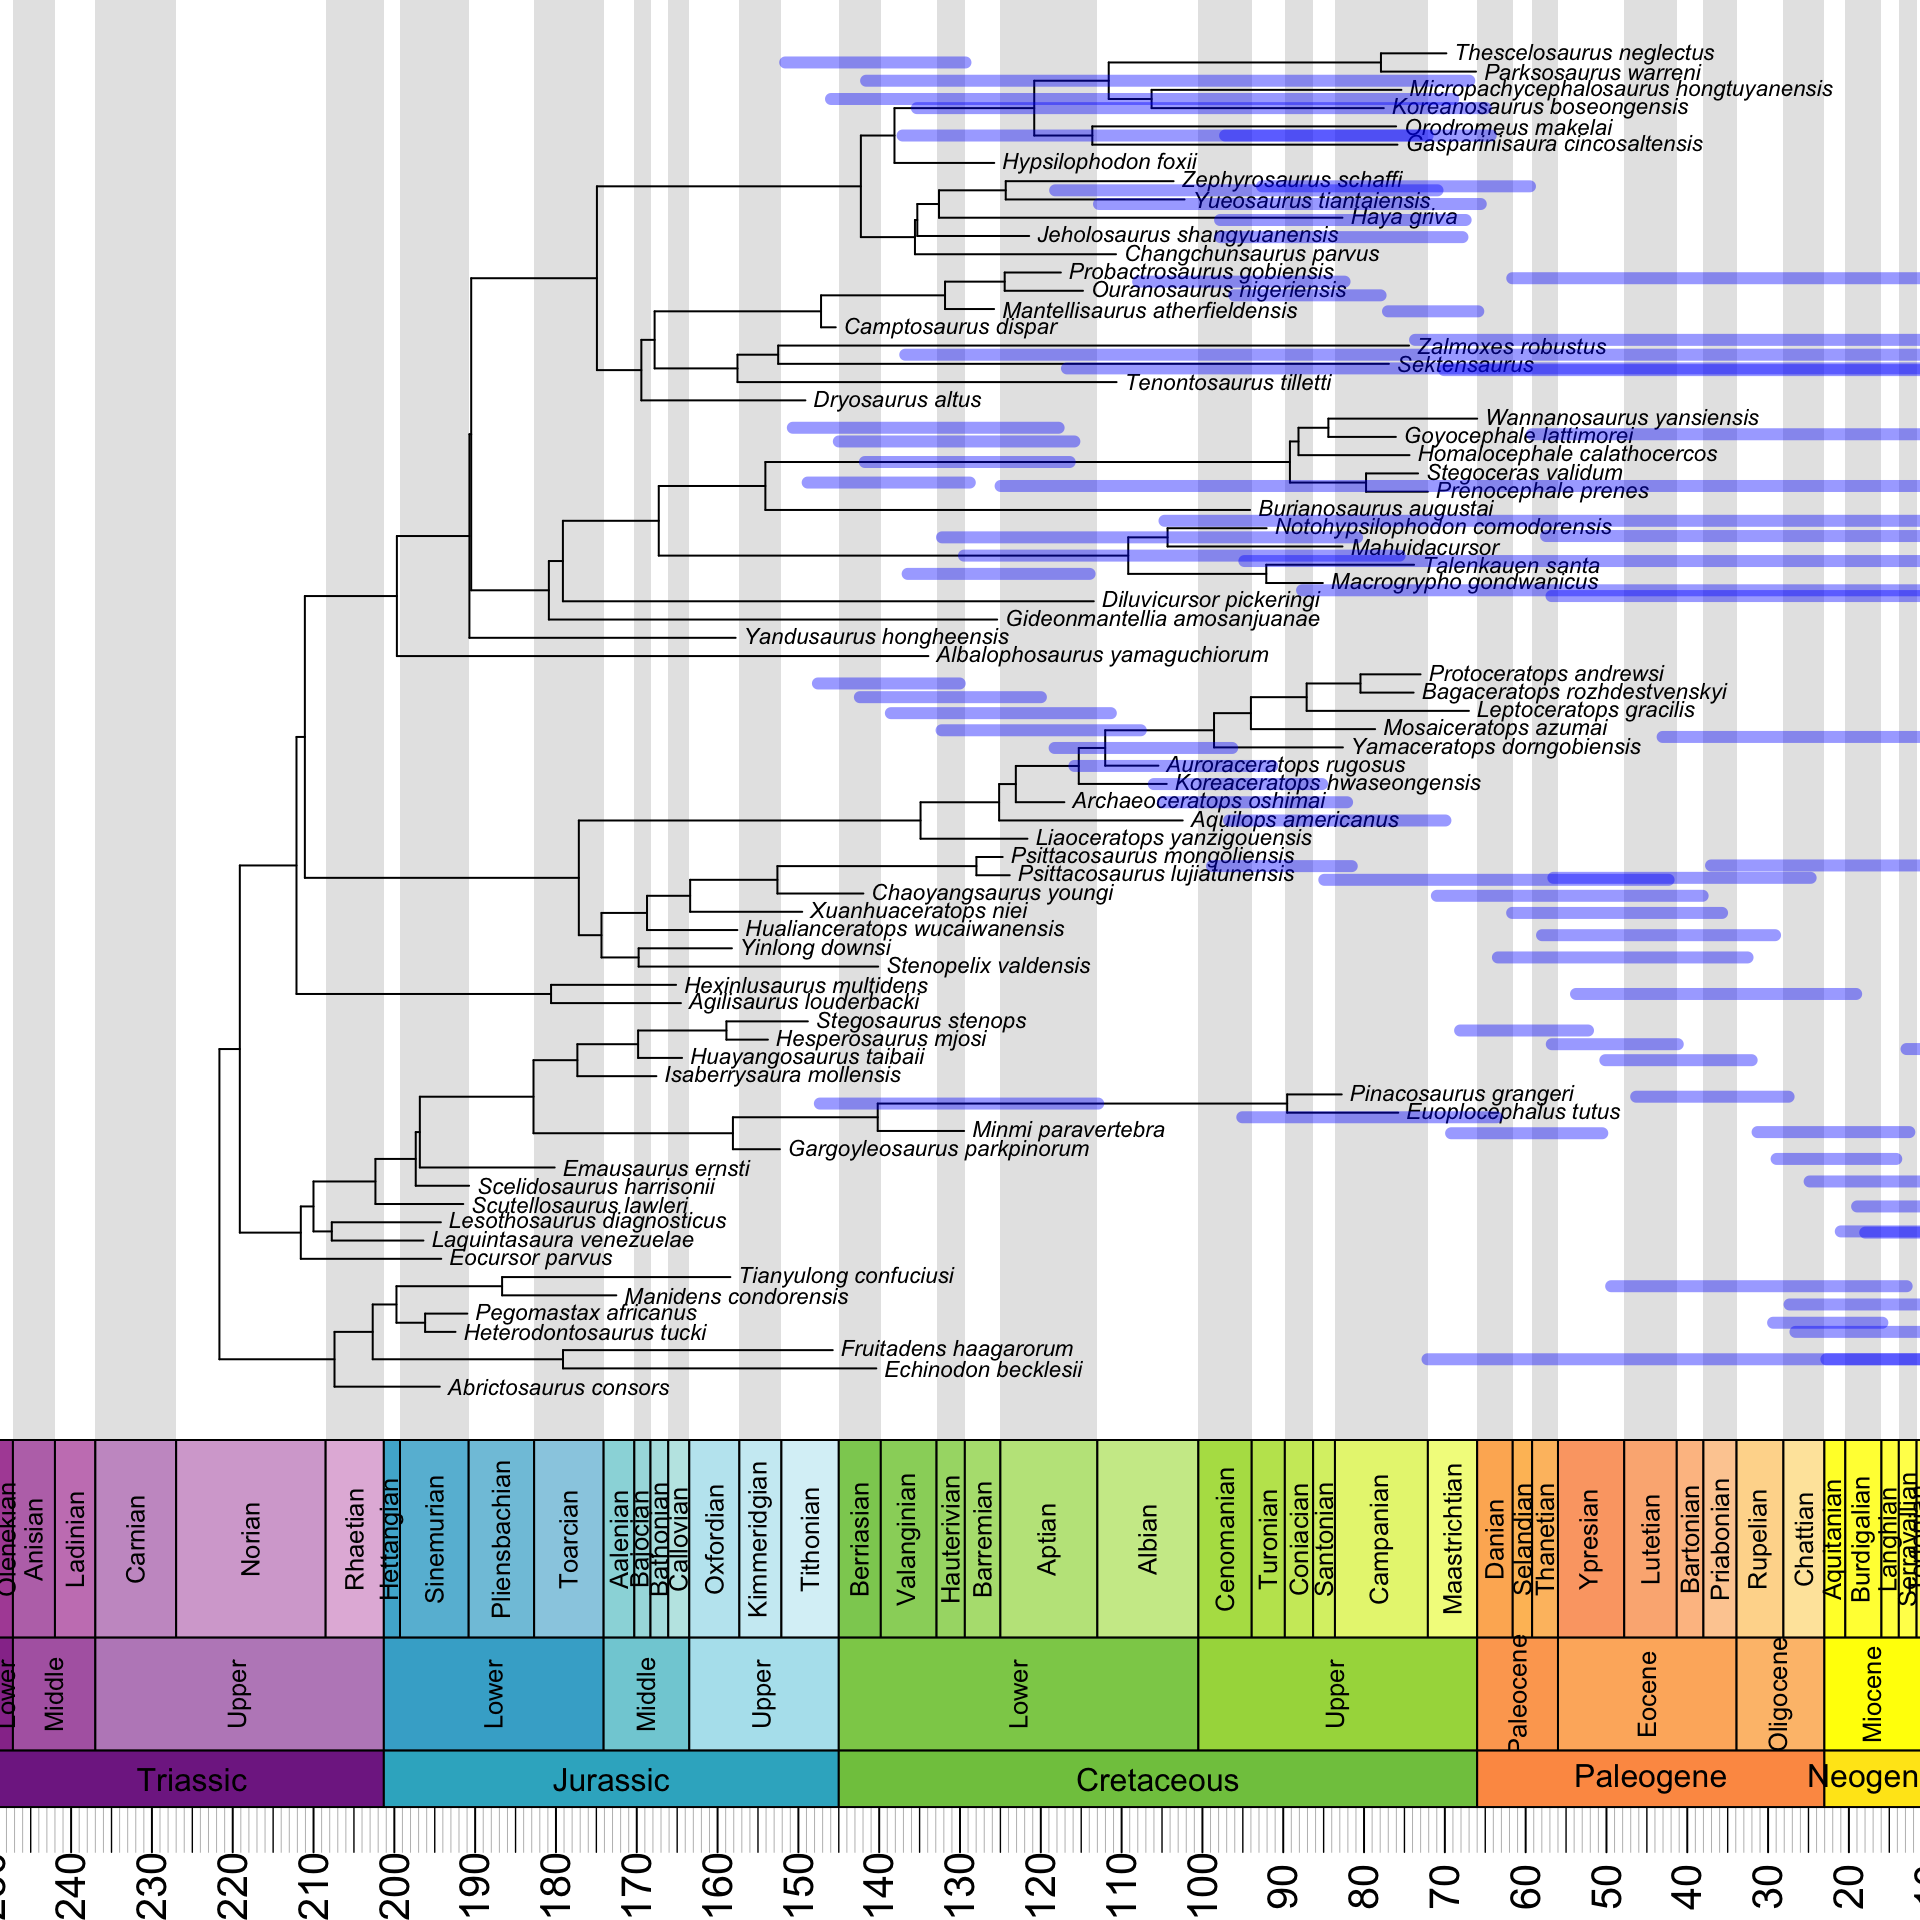 Thescelosaurus neglectus
Parksosaurus warreni
Micropachycephalosaurus hongtuyanensis
Koreanosaurus boseongensis
Orodromeus makelai
Gasparinisaura cincosaltensis
Hypsilophodon foxii
Zephyrosaurus schaffi
Yueosaurus tiantaiensis
Haya griva
Jeholosaurus shangyuanensis
Changchunsaurus parvus
Probactrosaurus gobiensis
Ouranosaurus nigeriensis
Mantellisaurus atherfieldensis
Camptosaurus dispar
Zalmoxes robustus
Sektensaurus
Tenontosaurus tilletti
Dryosaurus altus
Wannanosaurus yansiensis
Goyocephale lattimorei
Homalocephale calathocercos
Stegoceras validum
Prenocephale prenes
Burianosaurus augustai
Notohypsilophodon comodorensis
Mahuidacursor
Talenkauen santa
Macrogrypho gondwanicus
Diluvicursor pickeringi
Gideonmantellia amosanjuanae
Yandusaurus hongheensis
Albalophosaurus yamaguchiorum
Protoceratops andrewsi
Bagaceratops rozhdestvenskyi
Leptoceratops gracilis
Mosaiceratops azumai
Yamaceratops dorngobiensis
Auroraceratops rugosus
Koreaceratops hwaseongensis
Archaeoceratops oshimai
Aquilops americanus
Liaoceratops yanzigouensis
Psittacosaurus mongoliensis
Psittacosaurus lujiatunensis
Chaoyangsaurus youngi
Xuanhuaceratops niei
Hualianceratops wucaiwanensis
Yinlong downsi
Stenopelix valdensis
Hexinlusaurus multidens
Agilisaurus louderbacki
Stegosaurus stenops
Hesperosaurus mjosi
Huayangosaurus taibaii
Isaberrysaura mollensis
Pinacosaurus grangeri
Euoplocephalus tutus
Minmi paravertebra
Gargoyleosaurus parkpinorum
Emausaurus ernsti
Scelidosaurus harrisonii
Scutellosaurus lawleri
Lesothosaurus diagnosticus
Laquintasaura venezuelae
Eocursor parvus
Tianyulong confuciusi
Manidens condorensis
Pegomastax africanus
Heterodontosaurus tucki
Fruitadens haagarorum
Echinodon becklesii
Abrictosaurus consors
Olenekian Anisian Ladinian Carnian Norian Rhaetian Hettangian Sinemurian Pliensbachian Toarcian Aalenian Bajocian Bathonian Callovian Oxfordian Kimmeridgian Tithonian Berriasian Valanginian Hauterivian Barremian Aptian Albian Cenomanian Turonian Coniacian Santonian Campanian Maastrichtian Danian Selandian Thanetian Ypresian Lutetian Bartonian Priabonian Rupelian Chattian Aquitanian Burdigalian Langhian Serravallian
Lower Middle Upper Lower Middle Upper Lower Upper Paleocene Eocene Oligocene Miocene
Triassic Jurassic Cretaceous Paleogene Neogen
240 230 220 210 200 190 180 170 160 150 140 130 120 110 100 90 80 70 60 50 40 30 20